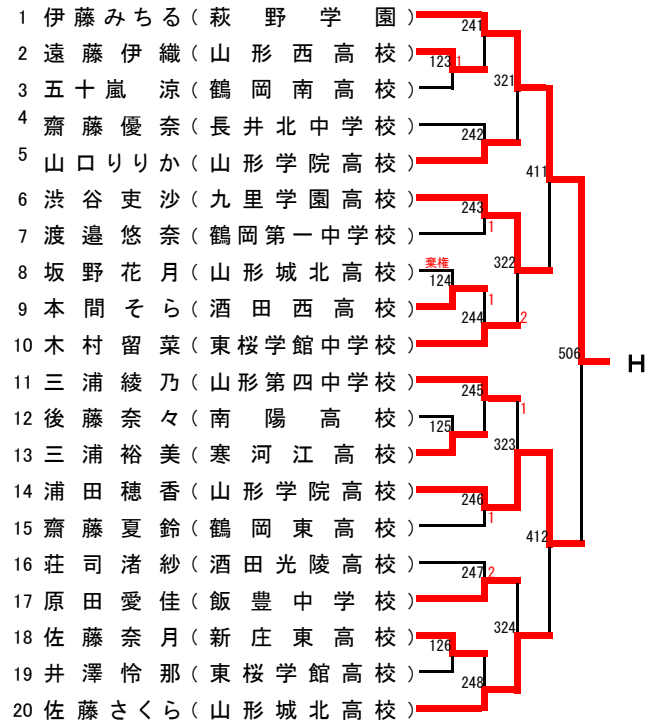 1 伊藤みちる(萩野学園)
2 遠藤伊織(山形西高校)
3 五十嵐涼(鶴岡南高校)
4 齋藤優奈(長井北中学校)
5 山口りりか(山形学院高校)
6 渋谷吏沙(九里学園高校)
7 渡邉悠奈(鶴岡第一中学校)
8 坂野花月(山形城北高校)
9 本間そら(酒田西高校)
10 木村留菜(東桜学館中学校)
11 三浦綾乃(山形第四中学校)
12 後藤奈々(南陽高校)
13 三浦裕美(寒河江高校)
14 浦田穂香(山形学院高校)
15 齋藤夏鈴(鶴岡東高校)
16 荘司渚紗(酒田光陵高校)
17 原田愛佳(飯豊中学校)
18 佐藤奈月(新庄東高校)
19 井澤怜那(東桜学館高校)
20 佐藤さくら(山形城北高校)
123 1
棄権
124
125
126
241
242
243 1
244 1
245
246 1
247 2
248
321
322 2
323 1
324
411
412
506
H